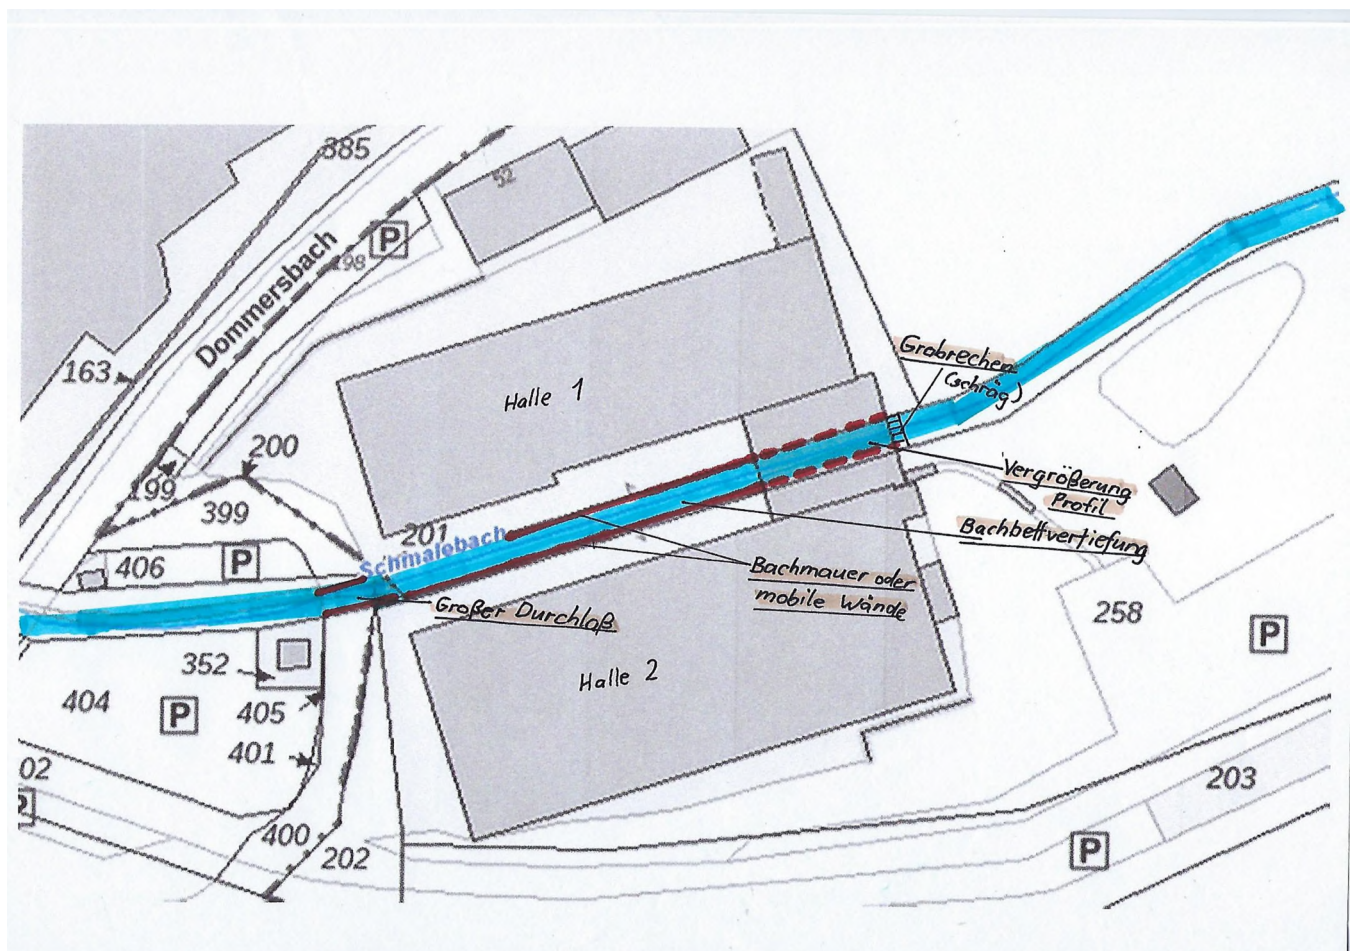 385
52
P
198
Dommersbach
163
Grobrechen
(schräg)
Halle 1
200
199
399
201
Schmalebach
Vergrößerung
Profil
Bachbettvertiefung
406
P
Bachmauer oder
mobile Wände
Großer Durchloß
258
P
352
Halle 2
404
P
405
401
02
203
P
400
202
P